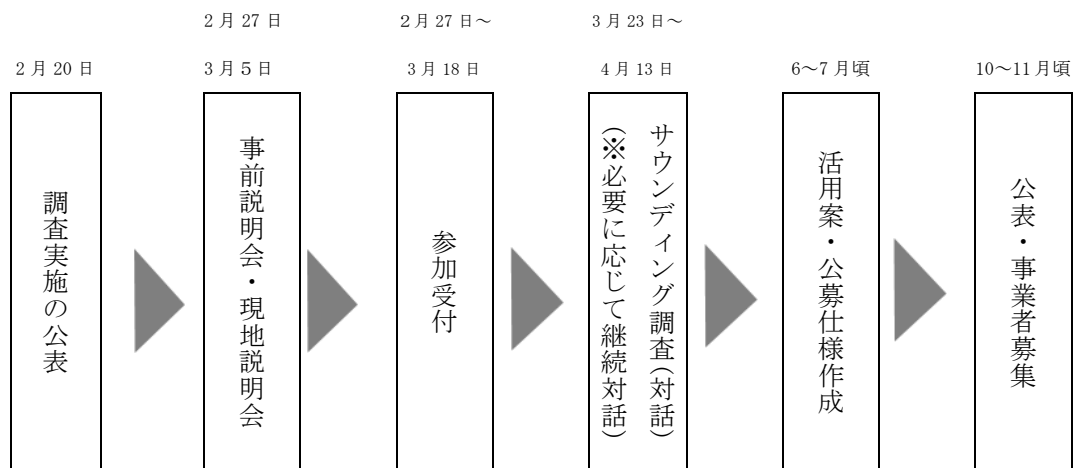 2月20日
調査実施の公表
2月27日
3月5日
事前説明会・現地説明会
2月27日～
3月18日
参加受付
3月23日～
4月13日
サウンディング調査（対話）
（※必要に応じて継続対話）
6～7月頃
活用案・公募仕様作成
10～11月頃
公表・事業者募集